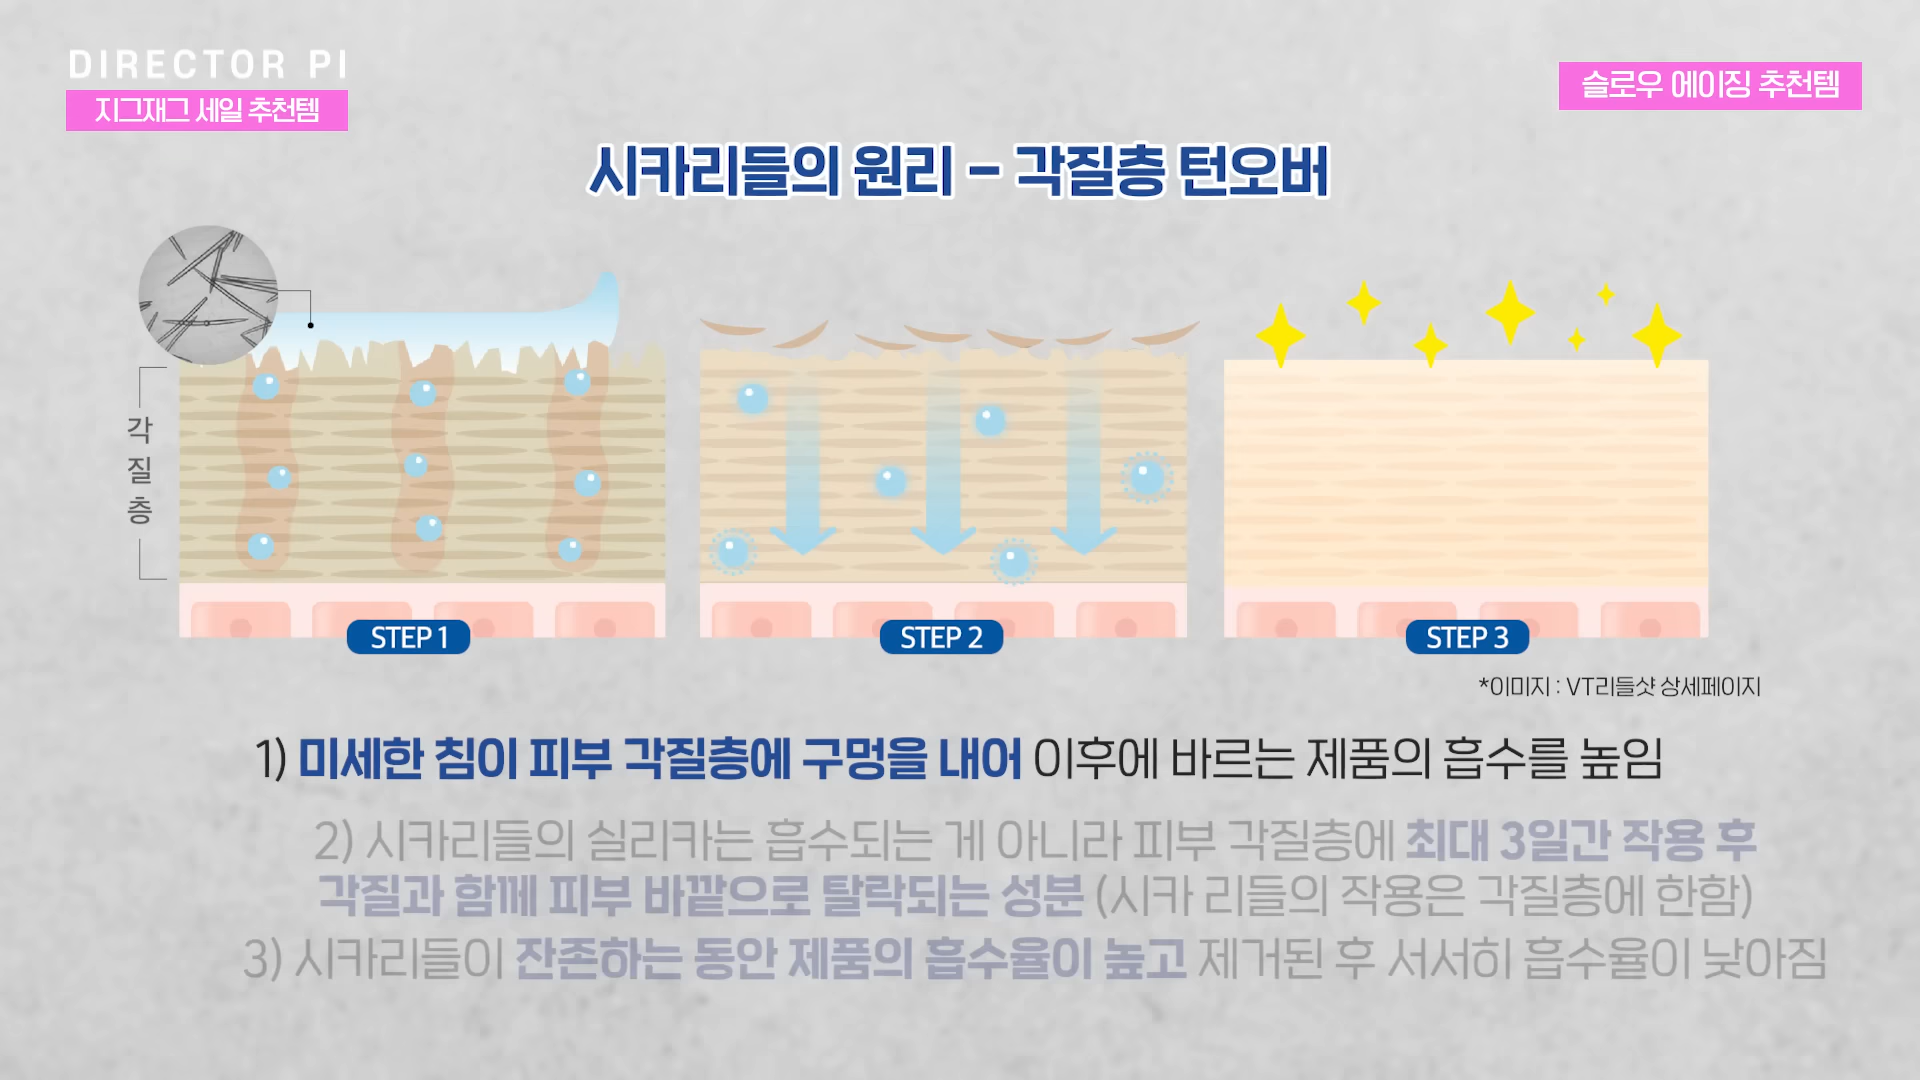 DIRECTOR PI
지그재그 세일 추천템
슬로우 에이징 추천템
시카리들의 원리 - 각질층 턴오버
각질층
STEP 1
STEP 2
STEP 3
*이미지 : VT리들샷 상세페이지
1) 미세한 침이 피부 각질층에 구멍을 내어 이후에 바르는 제품의 흡수를 높임
2) 시카리들의 실리카는 흡수되는 게 아니라 피부 각질층에 최대 3일간 작용 후
각질과 함께 피부 바깥으로 탈락되는 성분 (시카 리들의 작용은 각질층에 한함)
3) 시카리들이 잔존하는 동안 제품의 흡수율이 높고 제거된 후 서서히 흡수율이 낮아짐